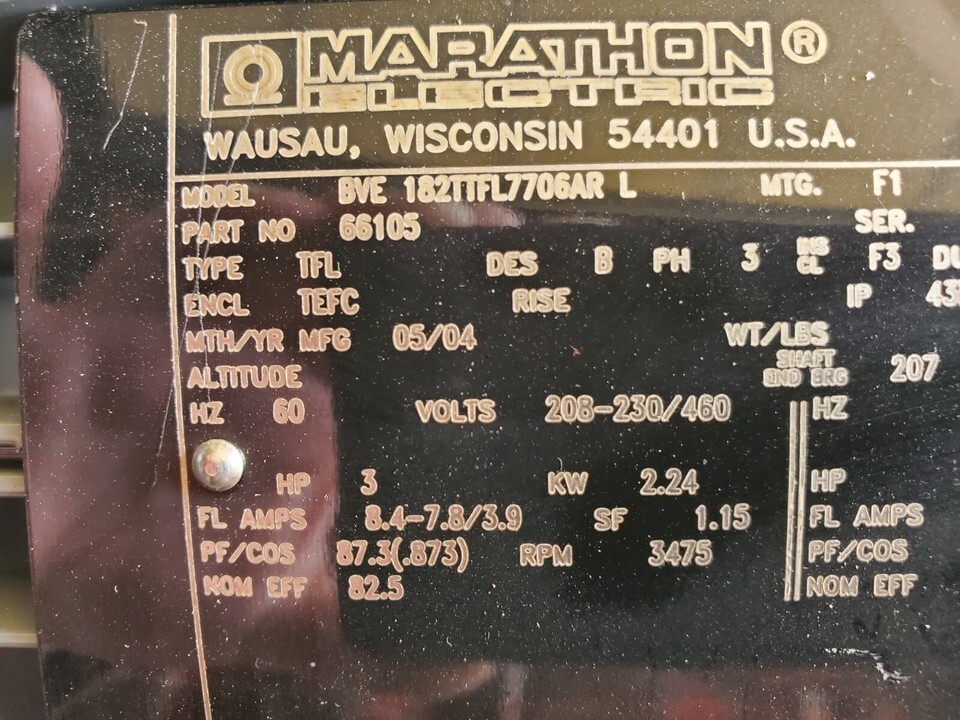 MARATHON ®
ELECTRIC
WAUSAU, WISCONSIN 54401 U.S.A.
MODEL BVE 182TTFL7706AR L MTG. F1
PART NO 66105 SER.
TYPE TFL DES B PH 3 INS CL F3 DU
ENCL TEFC RISE IP 43
MTH/YR MFG 05/04 WT/LBS
ALTITUDE SHAFT END BRG 207
HZ 60 VOLTS 208-230/460 HZ
HP 3 KW 2.24 HP
FL AMPS 8.4-7.8/3.9 SF 1.15 FL AMPS
PF/COS 87.3(.873) RPM 3475 PF/COS
NOM EFF 82.5 NOM EFF